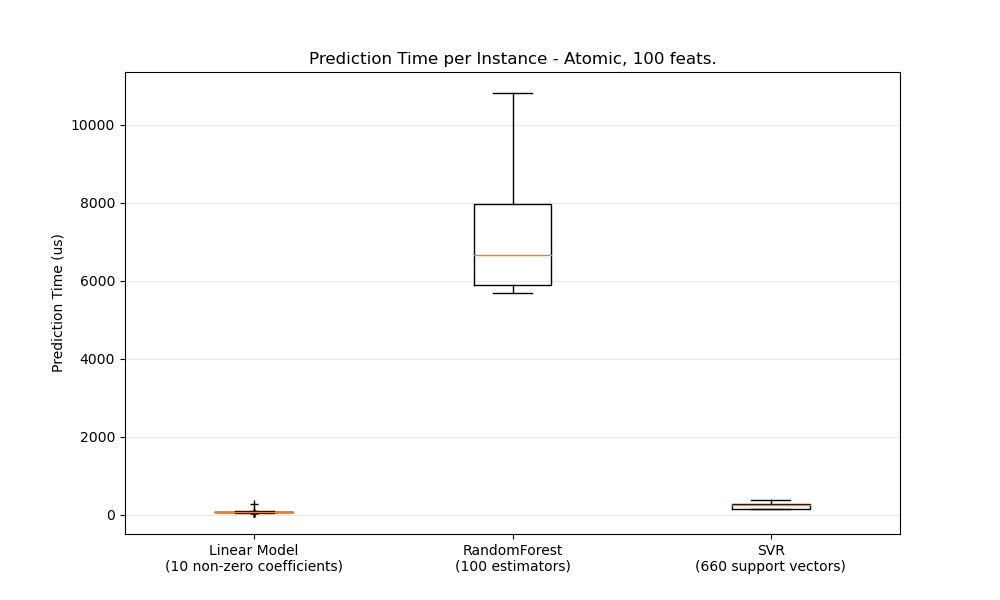 Prediction Time per Instance - Atomic, 100 feats.
Prediction Time (us)
10000
8000
6000
4000
2000
0
Linear Model
(10 non-zero coefficients)
RandomForest
(100 estimators)
SVR
(660 support vectors)